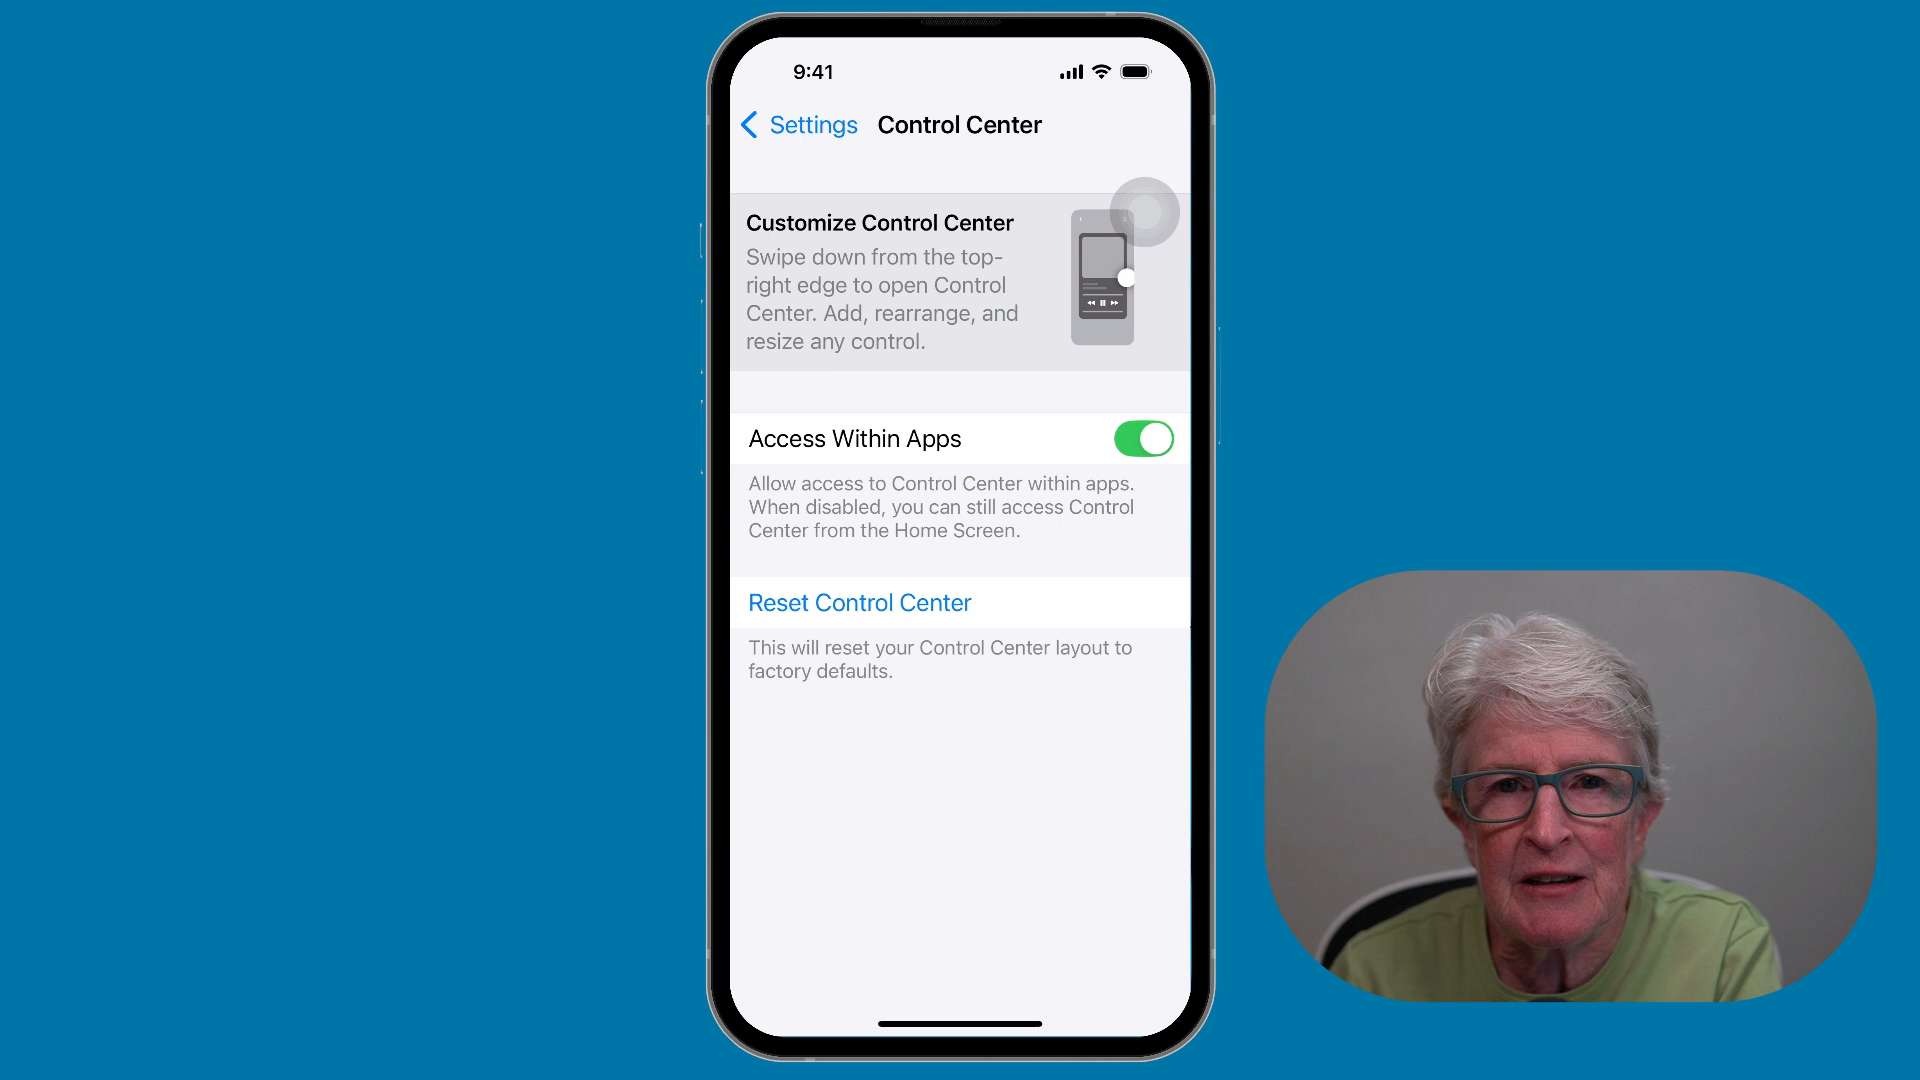 9:41
Settings Control Center
Customize Control Center
Swipe down from the top-
right edge to open Control
Center. Add, rearrange, and
resize any control.
Access Within Apps
Allow access to Control Center within apps.
When disabled, you can still access Control
Center from the Home Screen.
Reset Control Center
This will reset your Control Center layout to
factory defaults.